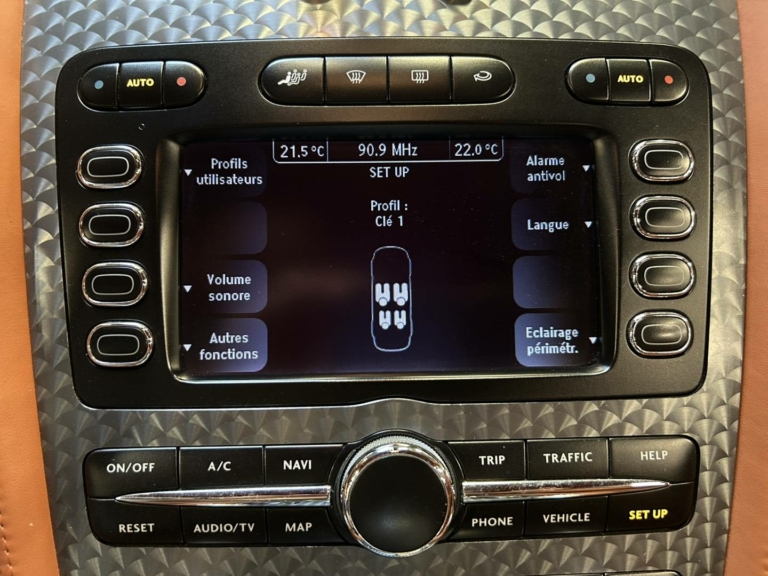 AUTO
AUTO
21.5 °C 90.9 MHz 22.0 °C
SET UP
Profils
utilisateurs
Alarme
antivol
Profil :
Clé 1
Langue
Volume
sonore
Autres
fonctions
Eclairage
périmétr.
ON/OFF A/C NAVI TRIP TRAFFIC HELP
RESET AUDIO/TV MAP PHONE VEHICLE SET UP